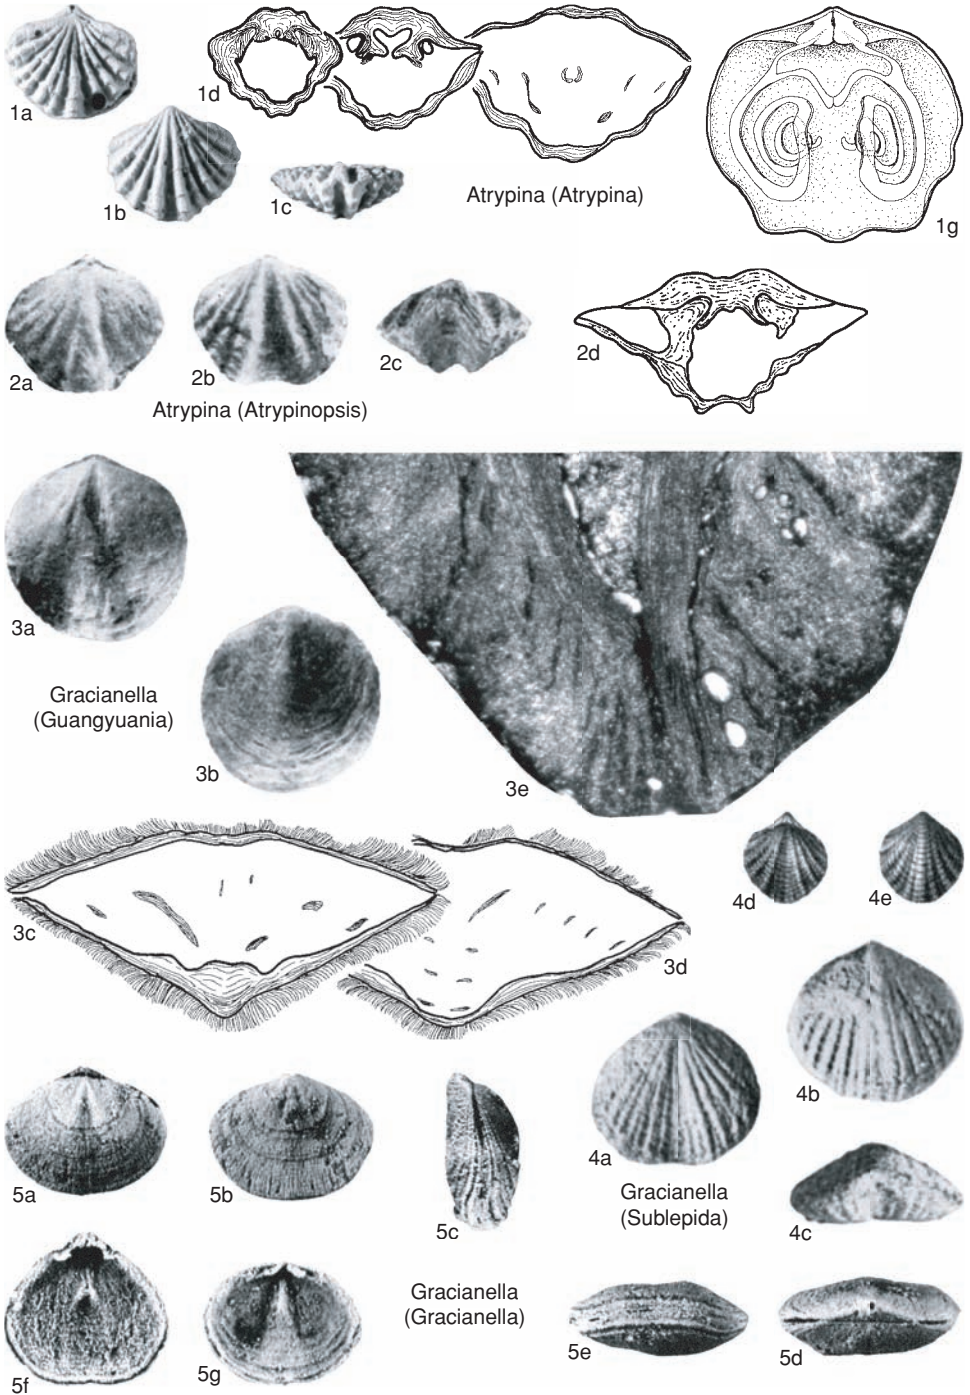 1a
1d
1g
1b
1c
Atrypina (Atrypina)
2a
2b
2c
2d
Atrypina (Atrypinopsis)
3a
Gracianella
(Guangyuania)
3b
3e
4d
4e
3c
3d
4b
4a
5a
5b
5c
Gracianella
(Sublepida)
4c
Gracianella
(Gracianella)
5f
5g
5e
5d